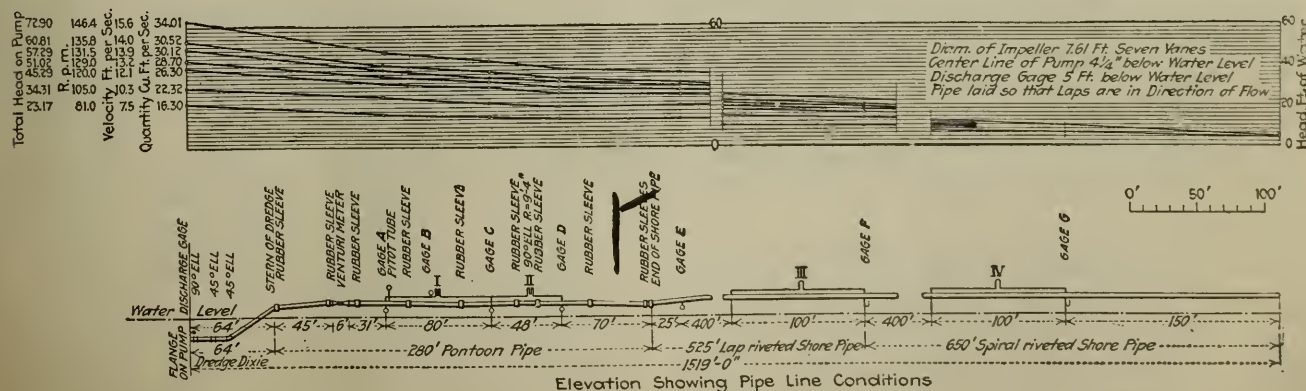 Total Head on Pump
72.90
60.81
57.29
51.02
45.29
34.31
23.17
R.p.m.
146.4
135.8
131.5
129.0
120.0
105.0
81.0
Velocity Ft. per Sec.
15.6
14.0
13.9
13.2
12.1
10.3
7.5
Quantity Cu. Ft. per Sec.
34.01
30.52
30.12
28.70
26.30
22.32
16.30
60
0
60
40
20
0
Head Ft. of Water
Diam. of Impeller 7.61 Ft. Seven Vanes
Center Line of Pump 4¼" below Water Level
Discharge Gage 5 Ft. below Water Level
Pipe laid so that Laps are in Direction of Flow
0' 50' 100'
DISCHARGE GAGE
90° ELL
45° ELL
45° ELL
STERN OF DREDGE
RUBBER SLEEVE
RUBBER SLEEVE
VENTURI METER
RUBBER SLEEVE
GAGE A
PITOT TUBE
RUBBER SLEEVE
GAGE B
RUBBER SLEEVE
GAGE C
RUBBER SLEEVE
90° ELL R=9'-4"
RUBBER SLEEVE
GAGE D
RUBBER SLEEVE
RUBBER SLEEVES
END OF SHORE PIPE
GAGE E
GAGE F
GAGE G
I II III IV
Water Level
FLANGE ON PUMP
64' 45' 6' 31' 80' 48' 70' 25' 400' 100' 400' 100' 150'
64' 280' Pontoon Pipe 525' Lap riveted Shore Pipe 650' Spiral riveted Shore Pipe
Dredge Dixie 1519'-0"
Elevation Showing Pipe Line Conditions